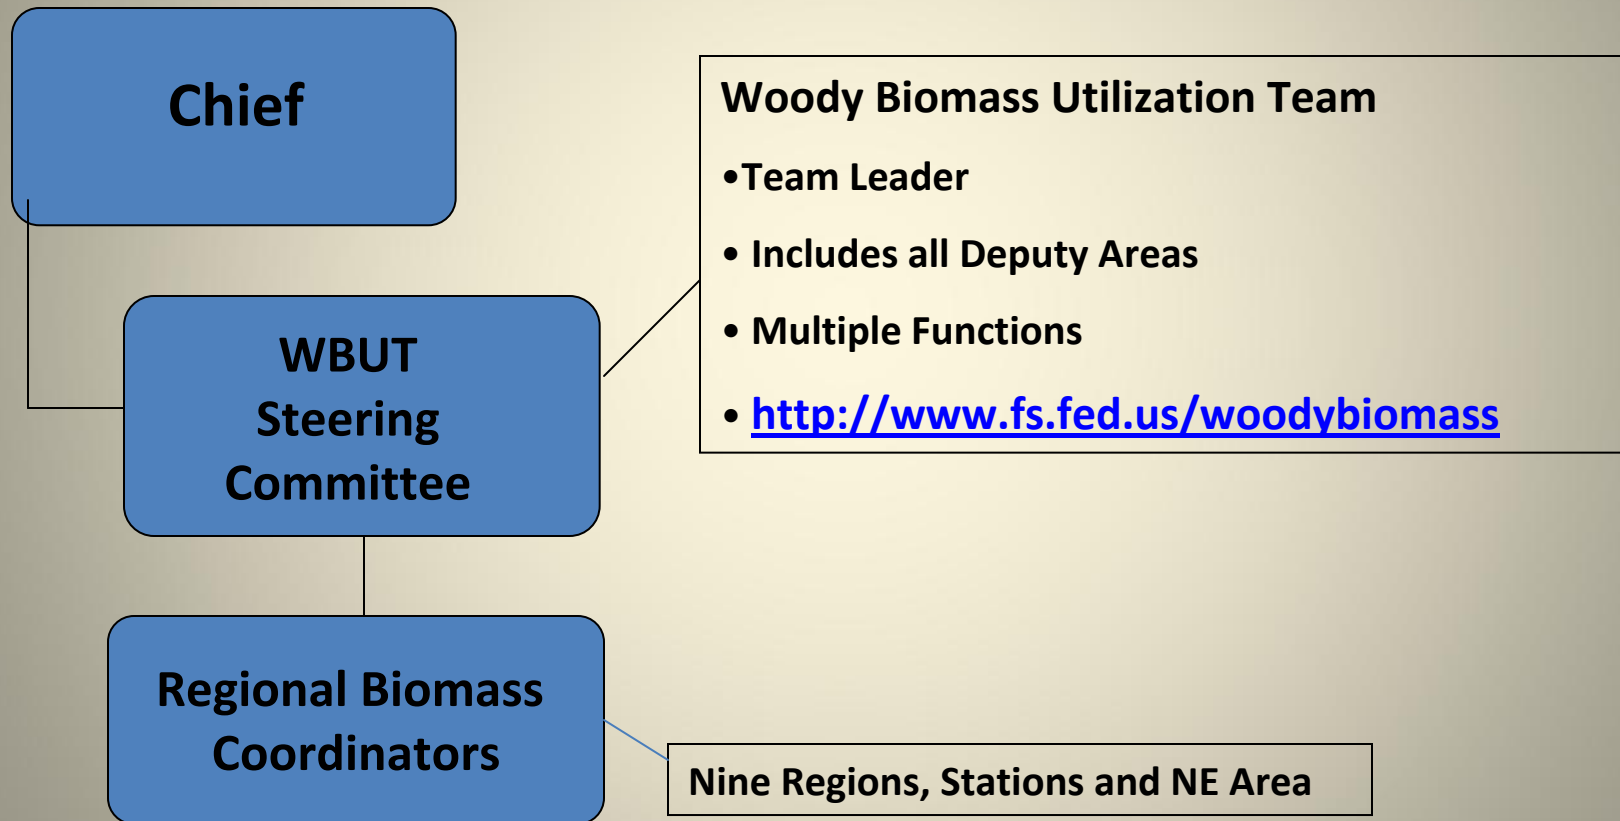 Chief
Woody Biomass Utilization Team
•Team Leader
• Includes all Deputy Areas
• Multiple Functions
• http://www.fs.fed.us/woodybiomass
WBUT
Steering
Committee
Regional Biomass
Coordinators
Nine Regions, Stations and NE Area